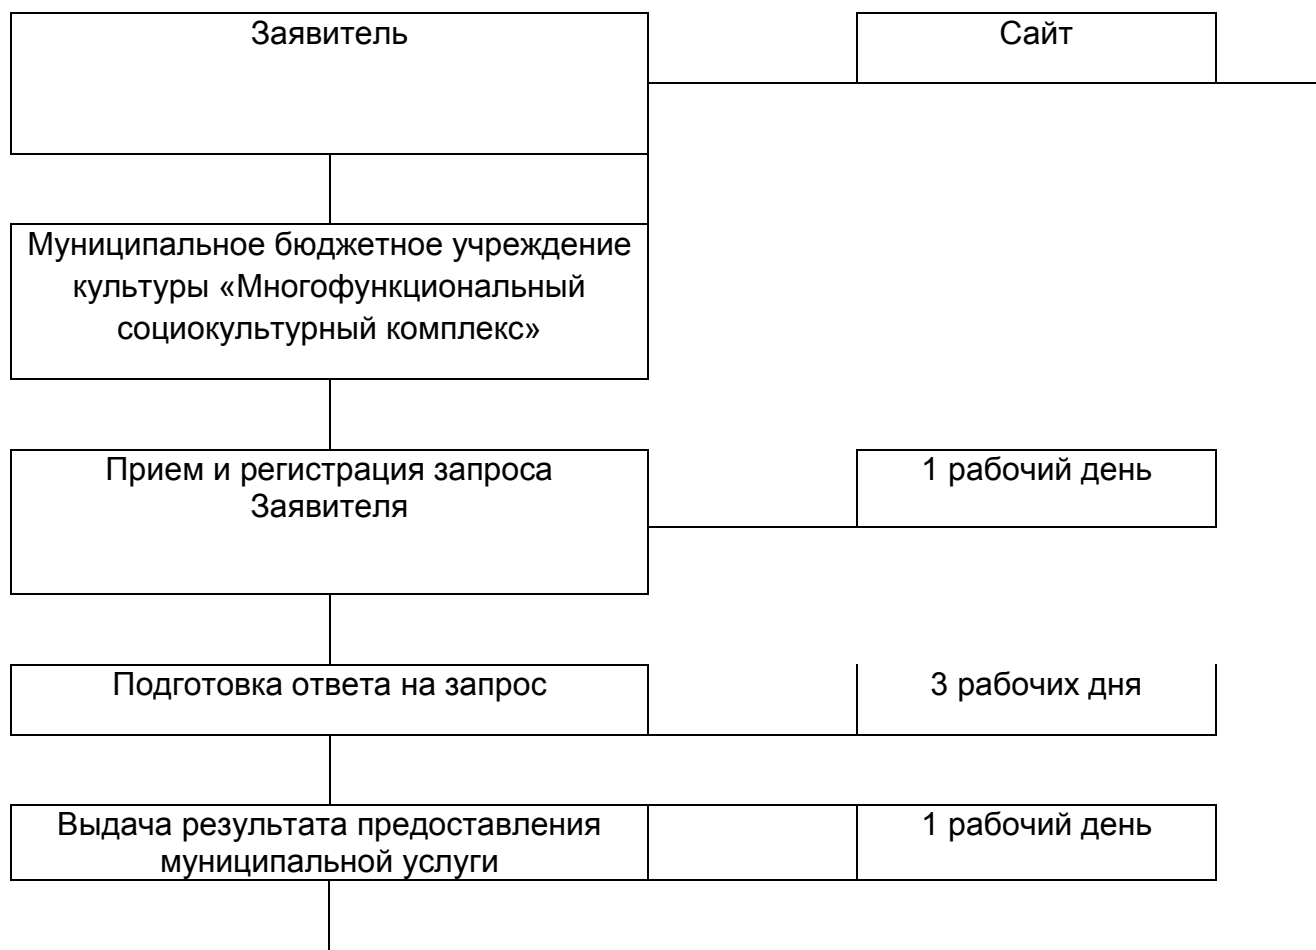 Заявитель
Сайт
Муниципальное бюджетное учреждение
культуры «Многофункциональный
социокультурный комплекс»
Прием и регистрация запроса
Заявителя
1 рабочий день
Подготовка ответа на запрос
3 рабочих дня
Выдача результата предоставления
муниципальной услуги
1 рабочий день